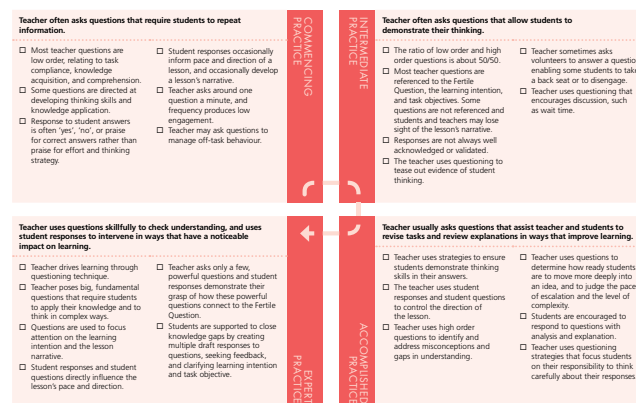 Teacher often asks questions that require students to repeat
information.
☐ Most teacher questions are
low order, relating to task
compliance, knowledge
acquisition, and comprehension.
☐ Some questions are directed at
developing thinking skills and
knowledge application.
☐ Response to student answers
is often 'yes', 'no', or praise
for correct answers rather than
praise for effort and thinking
strategy.
☐ Student responses occasionally
inform pace and direction of a
lesson, and occasionally develop
a lesson's narrative.
☐ Teacher asks around one
question a minute, and
frequency produces low
engagement.
☐ Teacher may ask questions to
manage off-task behaviour.
COMMENCING
PRACTICE
INTERMEDIATE
PRACTICE
Teacher often asks questions that allow students to
demonstrate their thinking.
☐ The ratio of low order and high
order questions is about 50/50.
☐ Most teacher questions are
referenced to the Fertile
Question, the learning intention,
and task objectives. Some
questions are not referenced and
students and teachers may lose
sight of the lesson's narrative.
☐ Responses are not always well
acknowledged or validated.
☐ The teacher uses questioning to
tease out evidence of student
thinking.
☐ Teacher sometimes asks
volunteers to answer a question
enabling some students to take
a back seat or to disengage.
☐ Teacher uses questioning that
encourages discussion, such
as wait time.
Teacher uses questions skillfully to check understanding, and uses
student responses to intervene in ways that have a noticeable
impact on learning.
☐ Teacher drives learning through
questioning technique.
☐ Teacher poses big, fundamental
questions that require students
to apply their knowledge and to
think in complex ways.
☐ Questions are used to focus
attention on the learning
intention and the lesson
narrative.
☐ Student responses and student
questions directly influence the
lesson's pace and direction.
☐ Teacher asks only a few,
powerful questions and student
responses demonstrate their
grasp of how these powerful
questions connect to the Fertile
Question.
☐ Students are supported to close
knowledge gaps by creating
multiple draft responses to
questions, seeking feedback,
and clarifying learning intention
and task objective.
EXPERT
PRACTICE
ACCOMPLISHED
PRACTICE
Teacher usually asks questions that assist teacher and students to
revise tasks and review explanations in ways that improve learning.
☐ Teacher uses strategies to ensure
students demonstrate thinking
skills in their answers.
☐ The teacher uses student
responses and student questions
to control the direction of
the lesson.
☐ Teacher uses high order
questions to identify and
address misconceptions and
gaps in understanding.
☐ Teacher uses questions to
determine how ready students
are to move more deeply into
an idea, and to judge the pace
of escalation and the level of
complexity.
☐ Students are encouraged to
respond to questions with
analysis and explanation.
☐ Teacher uses questioning
strategies that focus students
on their responsibility to think
carefully about their responses.